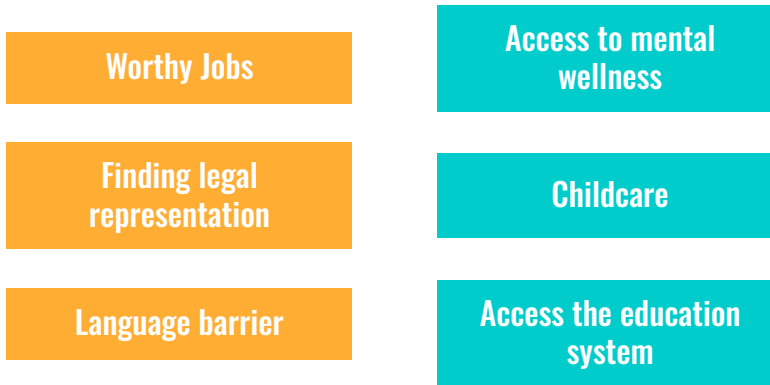 Worthy Jobs
Finding legal
representation
Language barrier
Access to mental
wellness
Childcare
Access the education
system